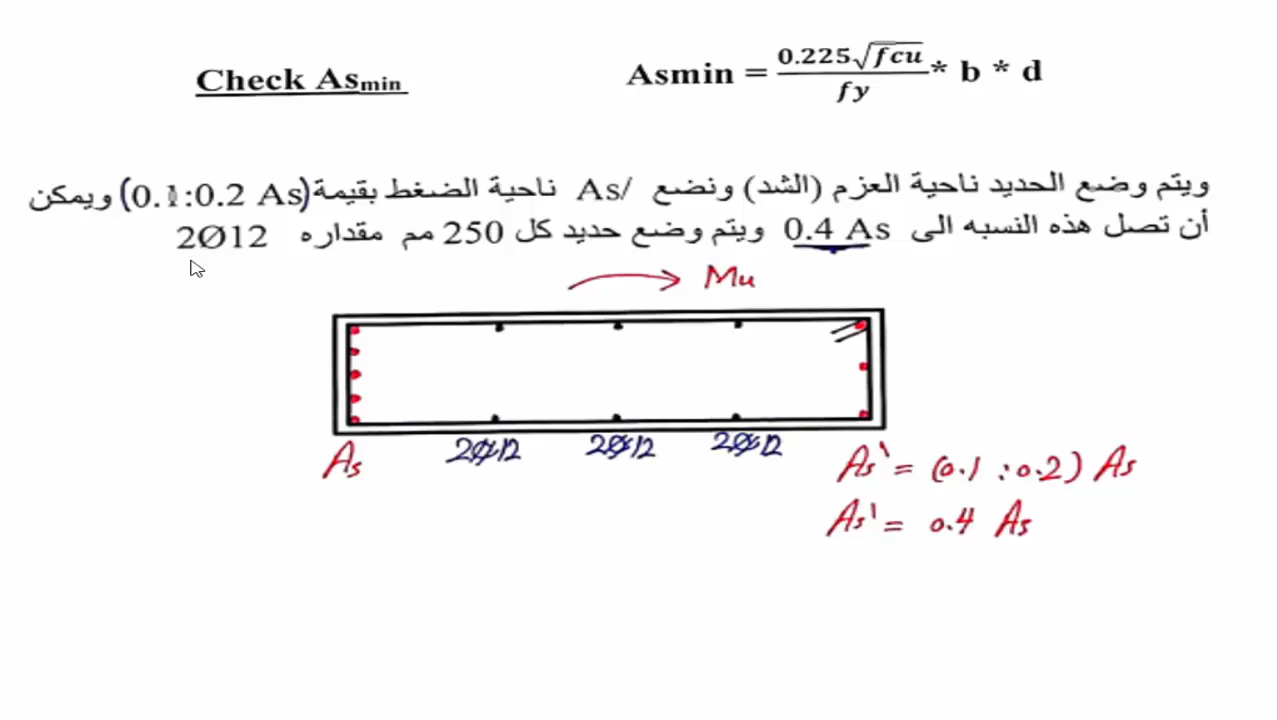 Check Asmin
Asmin = 0.225√fcu / fy * b * d
ويتم وضع الحديد ناحية العزم (الشد) ونضع As/ ناحية الضغط بقيمة (0.1:0.2 As) ويمكن
أن تصل هذه النسبه الى 0.4 As ويتم وضع حديد كل 250 مم مقداره 2Ø12
Mu
As 2Ø12 2Ø12 2Ø12
As' = (0.1 : 0.2) As
As' = 0.4 As